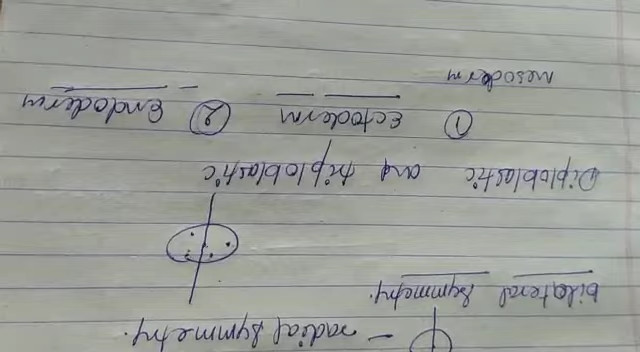 – radial symmetry.
bilateral symmetry.
Diploblastic and triploblastic
① Ectoderm ② Endoderm
mesoderm